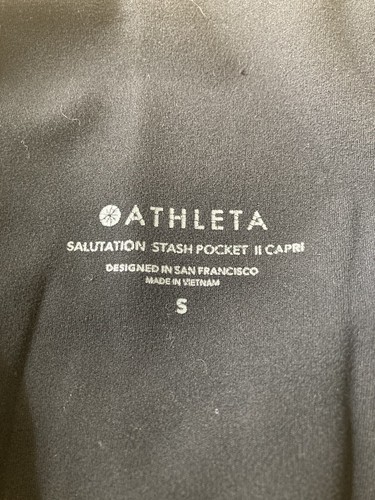 ATHLETA
SALUTATION STASH POCKET II CAPRI
DESIGNED IN SAN FRANCISCO
MADE IN VIETNAM
S